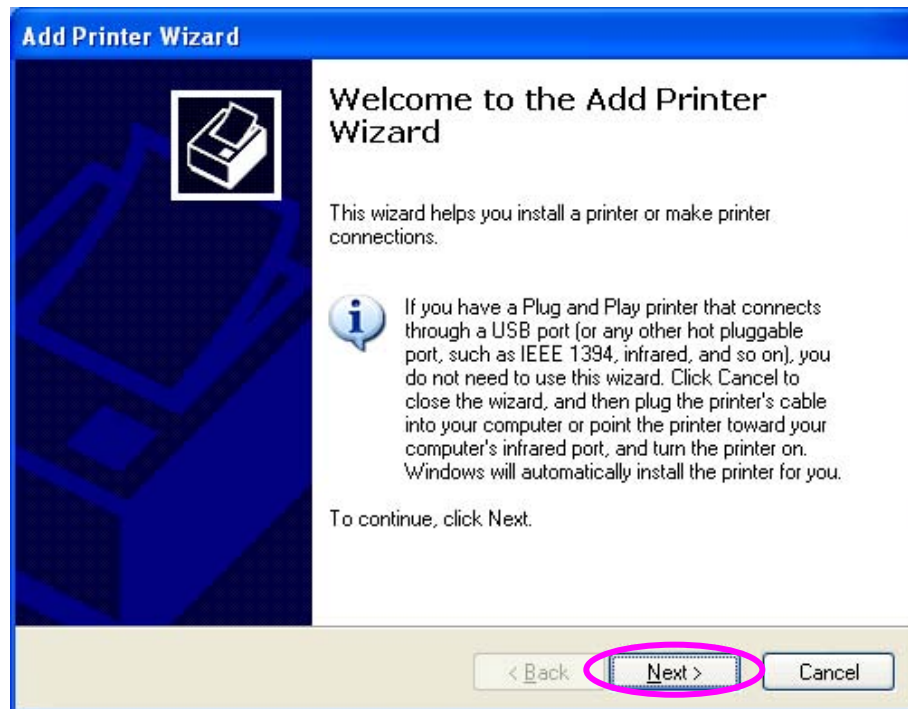 Add Printer Wizard
Welcome to the Add Printer
Wizard
This wizard helps you install a printer or make printer
connections.
If you have a Plug and Play printer that connects
through a USB port (or any other hot pluggable
port, such as IEEE 1394, infrared, and so on), you
do not need to use this wizard. Click Cancel to
close the wizard, and then plug the printer's cable
into your computer or point the printer toward your
computer's infrared port, and turn the printer on.
Windows will automatically install the printer for you.
To continue, click Next.
< Back Next > Cancel